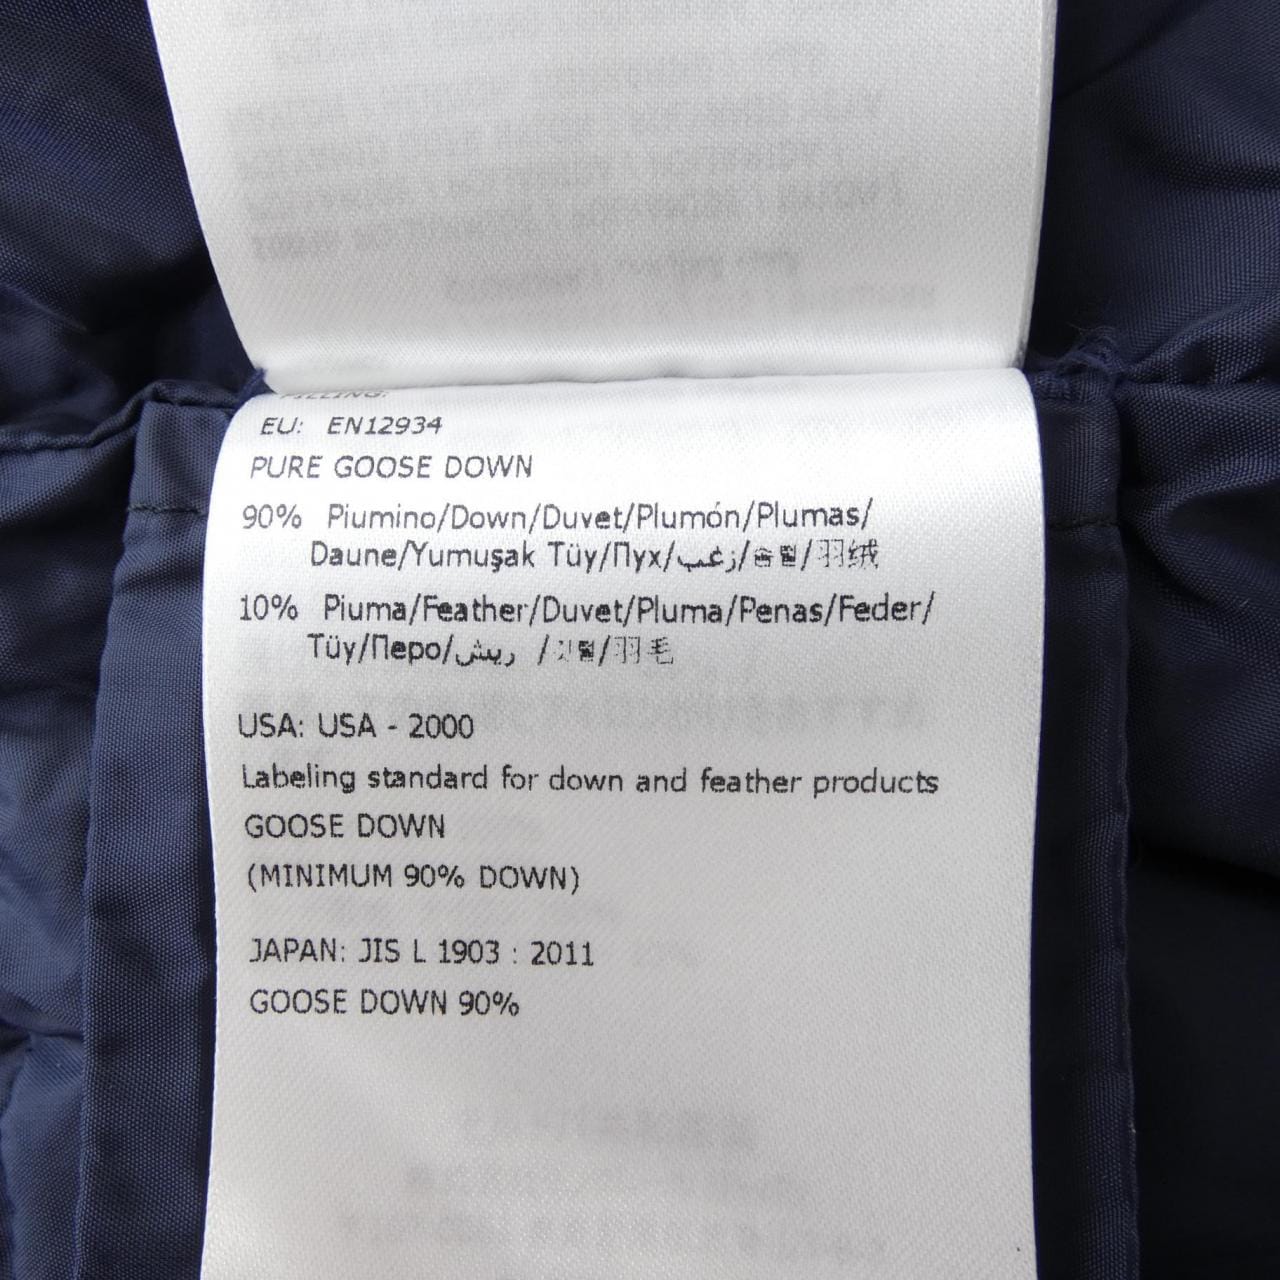 FILLING:
EU: EN12934
PURE GOOSE DOWN
90% Piumino/Down/Duvet/Plumón/Plumas/
Daune/Yumuşak Tüy/Пух/زغب/솜털/羽绒
10% Piuma/Feather/Duvet/Pluma/Penas/Feder/
Tüy/Перо/ريش /깃털/羽毛
USA: USA - 2000
Labeling standard for down and feather products
GOOSE DOWN
(MINIMUM 90% DOWN)
JAPAN: JIS L 1903 : 2011
GOOSE DOWN 90%